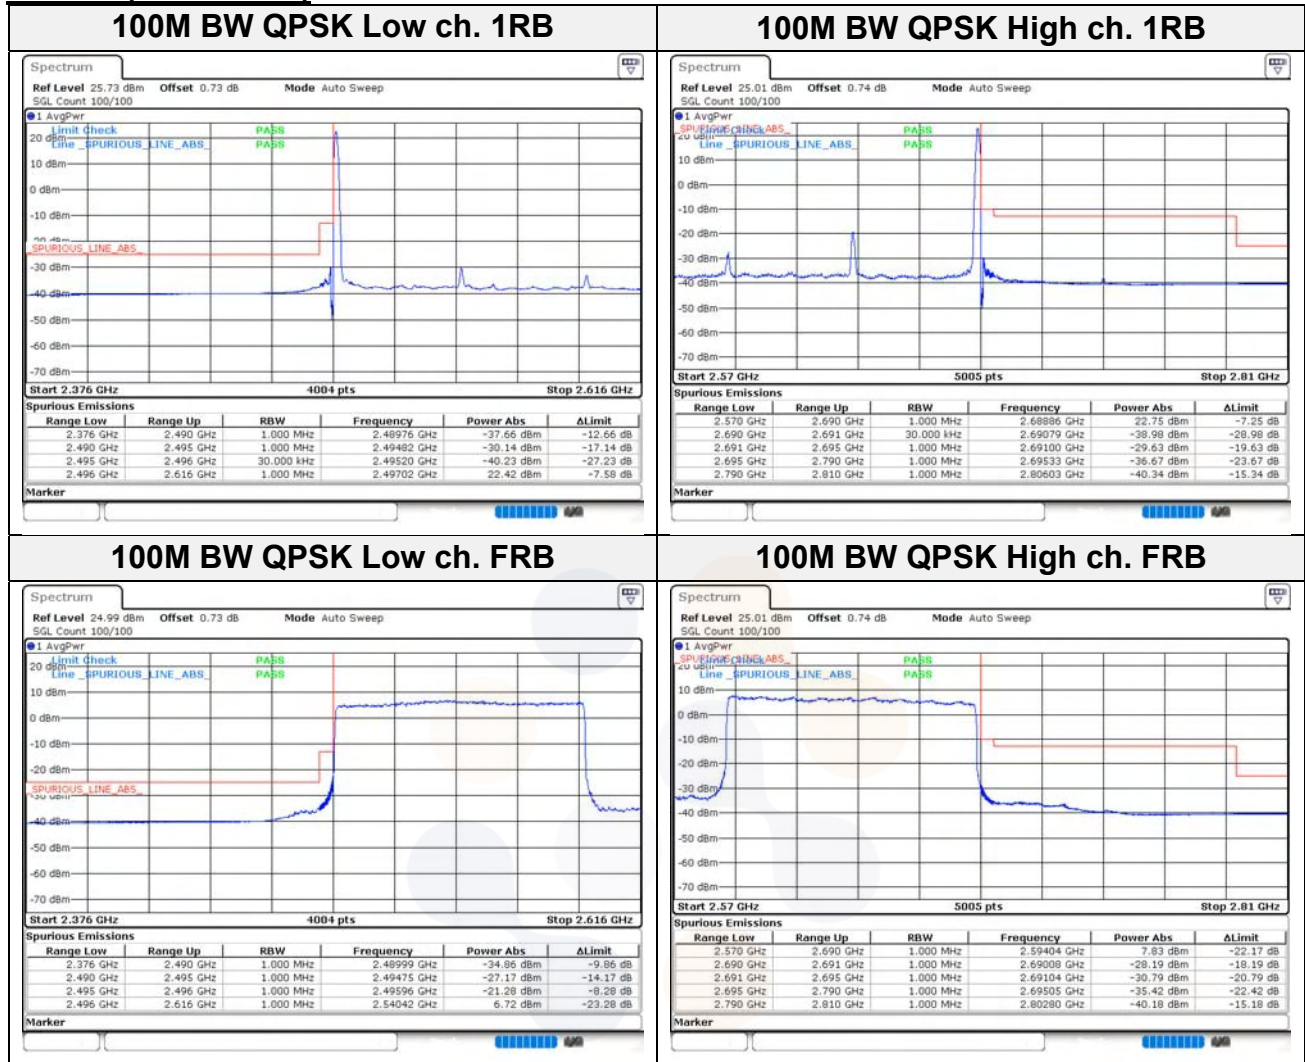 100M BW QPSK Low ch. 1RB
Spectrum
Ref Level 25.73 dBm Offset 0.73 dB Mode Auto Sweep
SGL Count 100/100
1 AvgPwr
Limit Check PASS
Line _SPURIOUS_LINE_ABS_ PASS
20 dBm
10 dBm
0 dBm
-10 dBm
-20 dBm
_SPURIOUS_LINE_ABS_
-30 dBm
-40 dBm
-50 dBm
-60 dBm
-70 dBm
Start 2.376 GHz 4004 pts Stop 2.616 GHz
Spurious Emissions
Range Low Range Up RBW Frequency Power Abs ΔLimit
2.376 GHz 2.490 GHz 1.000 MHz 2.48976 GHz -37.66 dBm -12.66 dB
2.490 GHz 2.495 GHz 1.000 MHz 2.49482 GHz -30.14 dBm -17.14 dB
2.495 GHz 2.496 GHz 30.000 kHz 2.49520 GHz -40.23 dBm -27.23 dB
2.496 GHz 2.616 GHz 1.000 MHz 2.49702 GHz 22.42 dBm -7.58 dB
Marker
100M BW QPSK High ch. 1RB
Spectrum
Ref Level 25.01 dBm Offset 0.74 dB Mode Auto Sweep
SGL Count 100/100
1 AvgPwr
_SPURIOUS_LINE_ABS_
Limit Check PASS
20 dBm
Line _SPURIOUS_LINE_ABS_ PASS
10 dBm
0 dBm
-10 dBm
-20 dBm
-30 dBm
-40 dBm
-50 dBm
-60 dBm
-70 dBm
Start 2.57 GHz 5005 pts Stop 2.81 GHz
Spurious Emissions
Range Low Range Up RBW Frequency Power Abs ΔLimit
2.570 GHz 2.690 GHz 1.000 MHz 2.68886 GHz 22.75 dBm -7.25 dB
2.690 GHz 2.691 GHz 30.000 kHz 2.69079 GHz -38.98 dBm -28.98 dB
2.691 GHz 2.695 GHz 1.000 MHz 2.69100 GHz -29.63 dBm -19.63 dB
2.695 GHz 2.790 GHz 1.000 MHz 2.69533 GHz -36.67 dBm -23.67 dB
2.790 GHz 2.810 GHz 1.000 MHz 2.80603 GHz -40.34 dBm -15.34 dB
Marker
100M BW QPSK Low ch. FRB
Spectrum
Ref Level 24.99 dBm Offset 0.73 dB Mode Auto Sweep
SGL Count 100/100
1 AvgPwr
Limit Check PASS
20 dBm
Line _SPURIOUS_LINE_ABS_ PASS
10 dBm
0 dBm
-10 dBm
-20 dBm
_SPURIOUS_LINE_ABS_
-30 dBm
-40 dBm
-50 dBm
-60 dBm
-70 dBm
Start 2.376 GHz 4004 pts Stop 2.616 GHz
Spurious Emissions
Range Low Range Up RBW Frequency Power Abs ΔLimit
2.376 GHz 2.490 GHz 1.000 MHz 2.48999 GHz -34.86 dBm -9.86 dB
2.490 GHz 2.495 GHz 1.000 MHz 2.49475 GHz -27.17 dBm -14.17 dB
2.495 GHz 2.496 GHz 1.000 MHz 2.49596 GHz -21.28 dBm -8.28 dB
2.496 GHz 2.616 GHz 1.000 MHz 2.54042 GHz 6.72 dBm -23.28 dB
Marker
100M BW QPSK High ch. FRB
Spectrum
Ref Level 25.01 dBm Offset 0.74 dB Mode Auto Sweep
SGL Count 100/100
1 AvgPwr
_SPURIOUS_LINE_ABS_
Limit Check PASS
20 dBm
Line _SPURIOUS_LINE_ABS_ PASS
10 dBm
0 dBm
-10 dBm
-20 dBm
-30 dBm
-40 dBm
-50 dBm
-60 dBm
-70 dBm
Start 2.57 GHz 5005 pts Stop 2.81 GHz
Spurious Emissions
Range Low Range Up RBW Frequency Power Abs ΔLimit
2.570 GHz 2.690 GHz 1.000 MHz 2.59404 GHz 7.83 dBm -22.17 dB
2.690 GHz 2.691 GHz 1.000 MHz 2.69008 GHz -28.19 dBm -18.19 dB
2.691 GHz 2.695 GHz 1.000 MHz 2.69104 GHz -30.79 dBm -20.79 dB
2.695 GHz 2.790 GHz 1.000 MHz 2.69505 GHz -35.42 dBm -22.42 dB
2.790 GHz 2.810 GHz 1.000 MHz 2.80280 GHz -40.18 dBm -15.18 dB
Marker